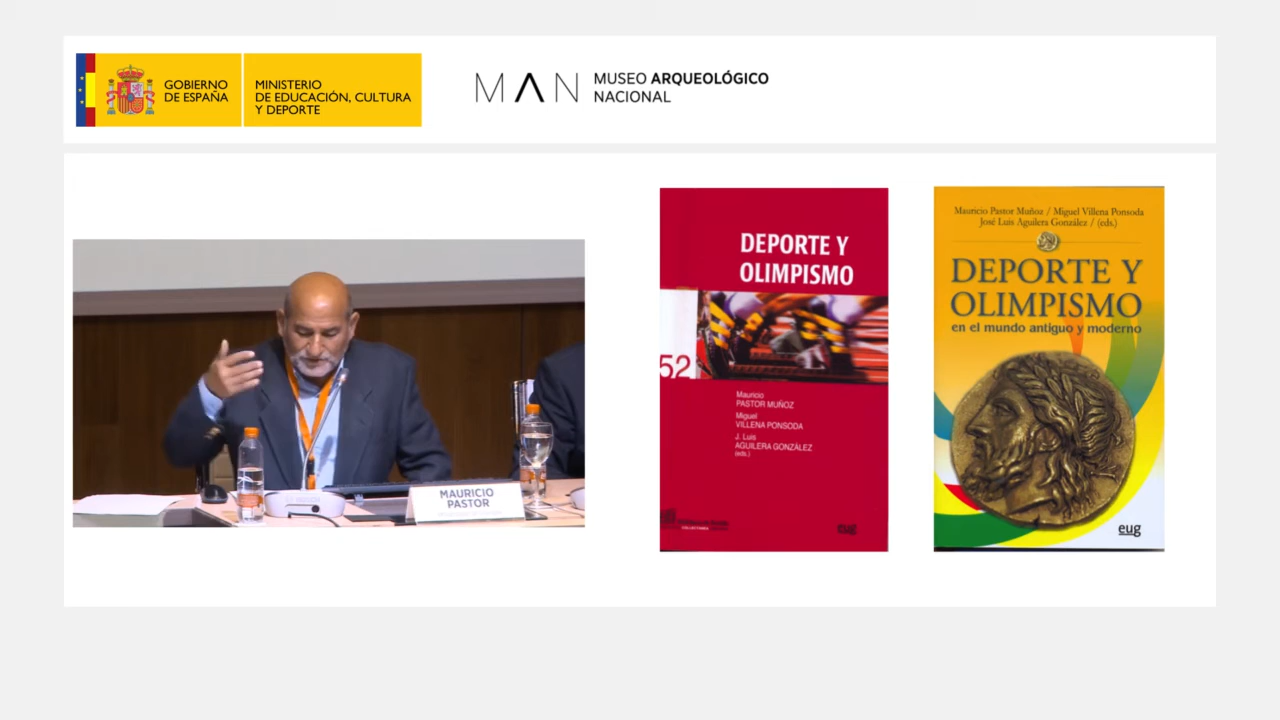 GOBIERNO
DE ESPAÑA
MINISTERIO
DE EDUCACIÓN, CULTURA
Y DEPORTE
MAN
MUSEO ARQUEOLÓGICO
NACIONAL
MAURICIO
PASTOR
DEPORTE Y
OLIMPISMO
52
Mauricio
PASTOR MUÑOZ
Miguel
VILLENA PONSODA
J. Luis
AGUILERA GONZÁLEZ
(eds.)
eug
Mauricio Pastor Muñoz / Miguel Villena Ponsoda
José Luis Aguilera González / (eds.)
DEPORTE Y
OLIMPISMO
en el mundo antiguo y moderno
eug